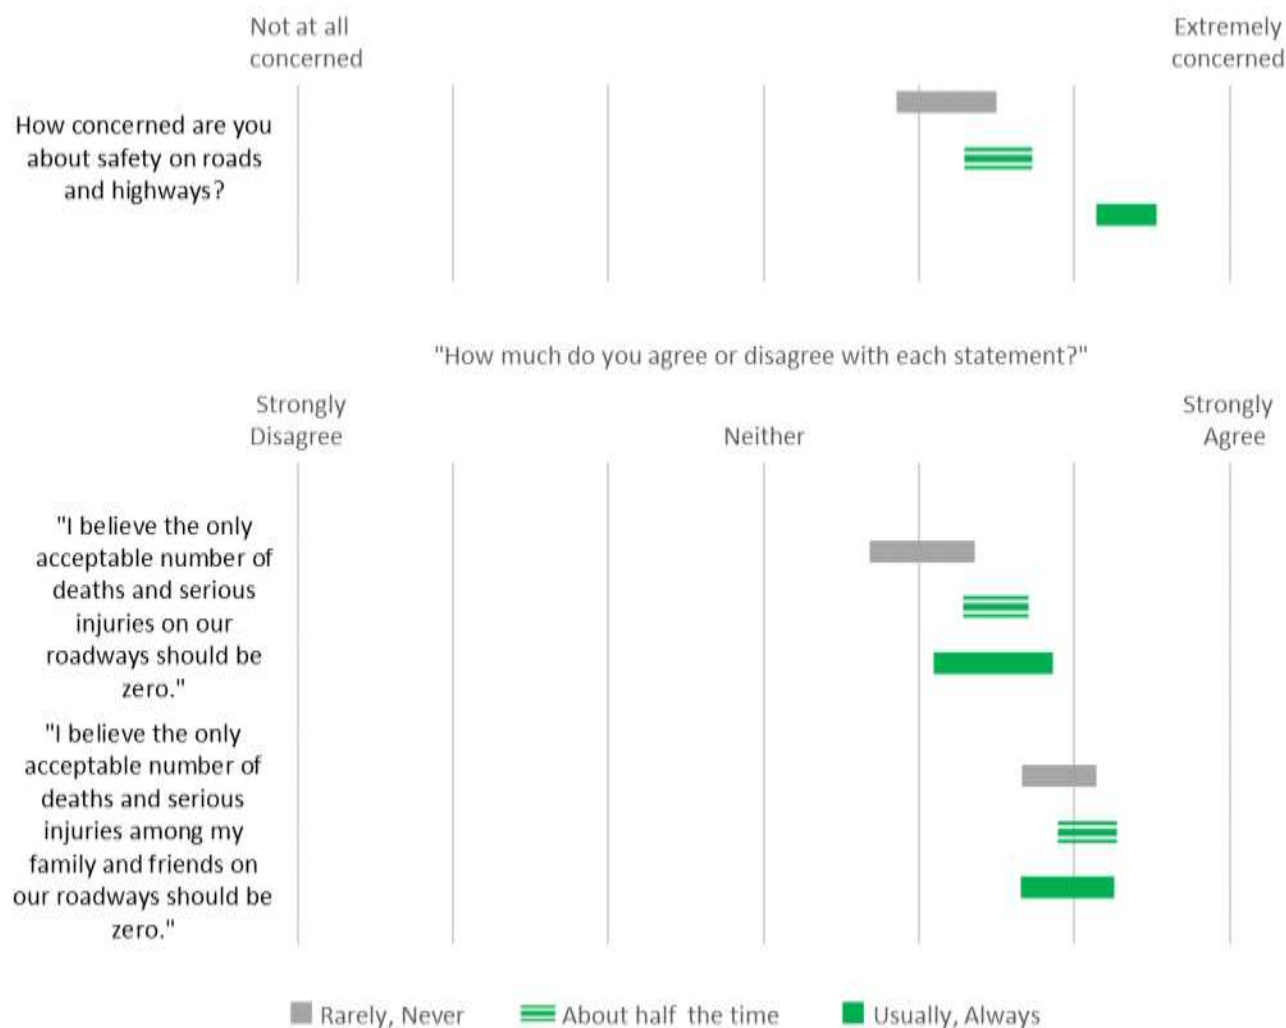 Not at all
concerned
Extremely
concerned
How concerned are you
about safety on roads
and highways?
"How much do you agree or disagree with each statement?"
Strongly
Disagree
Neither
Strongly
Agree
"I believe the only
acceptable number of
deaths and serious
injuries on our
roadways should be
zero."
"I believe the only
acceptable number of
deaths and serious
injuries among my
family and friends on
our roadways should be
zero."
Rarely, Never
About half the time
Usually, Always